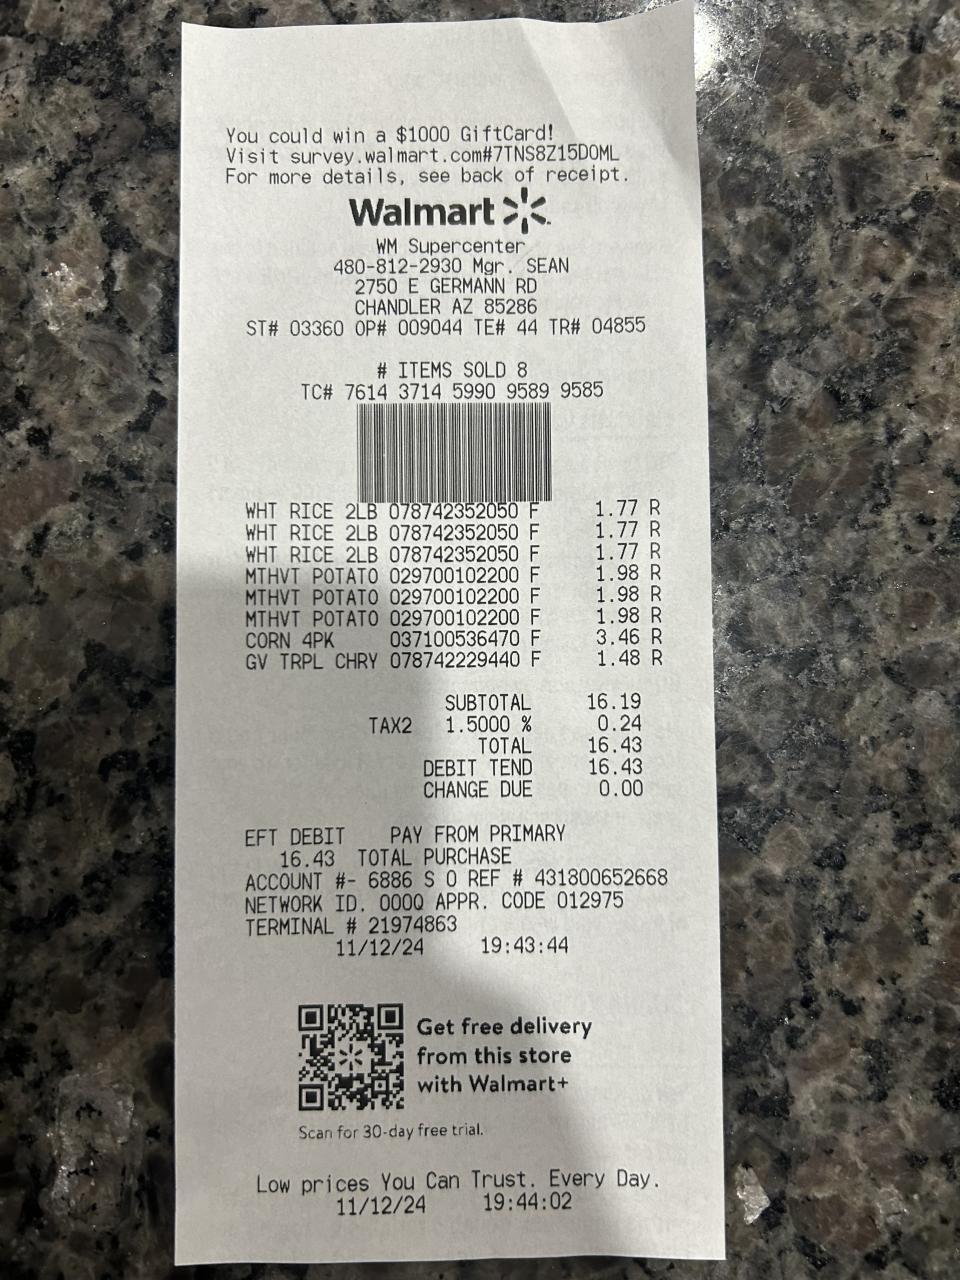 You could win a $1000 GiftCard!
Visit survey.walmart.com#7TNS8Z15DOML
For more details, see back of receipt.
Walmart
WM Supercenter
480-812-2930 Mgr. SEAN
2750 E GERMANN RD
CHANDLER AZ 85286
ST# 03360 OP# 009044 TE# 44 TR# 04855
# ITEMS SOLD 8
TC# 7614 3714 5990 9589 9585
WHT RICE 2LB 078742352050 F 1.77 R
WHT RICE 2LB 078742352050 F 1.77 R
WHT RICE 2LB 078742352050 F 1.77 R
MTHVT POTATO 029700102200 F 1.98 R
MTHVT POTATO 029700102200 F 1.98 R
MTHVT POTATO 029700102200 F 1.98 R
CORN 4PK 037100536470 F 3.46 R
GV TRPL CHRY 078742229440 F 1.48 R
SUBTOTAL 16.19
TAX2 1.5000 % 0.24
TOTAL 16.43
DEBIT TEND 16.43
CHANGE DUE 0.00
EFT DEBIT PAY FROM PRIMARY
16.43 TOTAL PURCHASE
ACCOUNT #- 6886 S 0 REF # 431800652668
NETWORK ID. 0000 APPR. CODE 012975
TERMINAL # 21974863
11/12/24 19:43:44
Get free delivery
from this store
with Walmart+
Scan for 30-day free trial.
Low prices You Can Trust. Every Day.
11/12/24 19:44:02